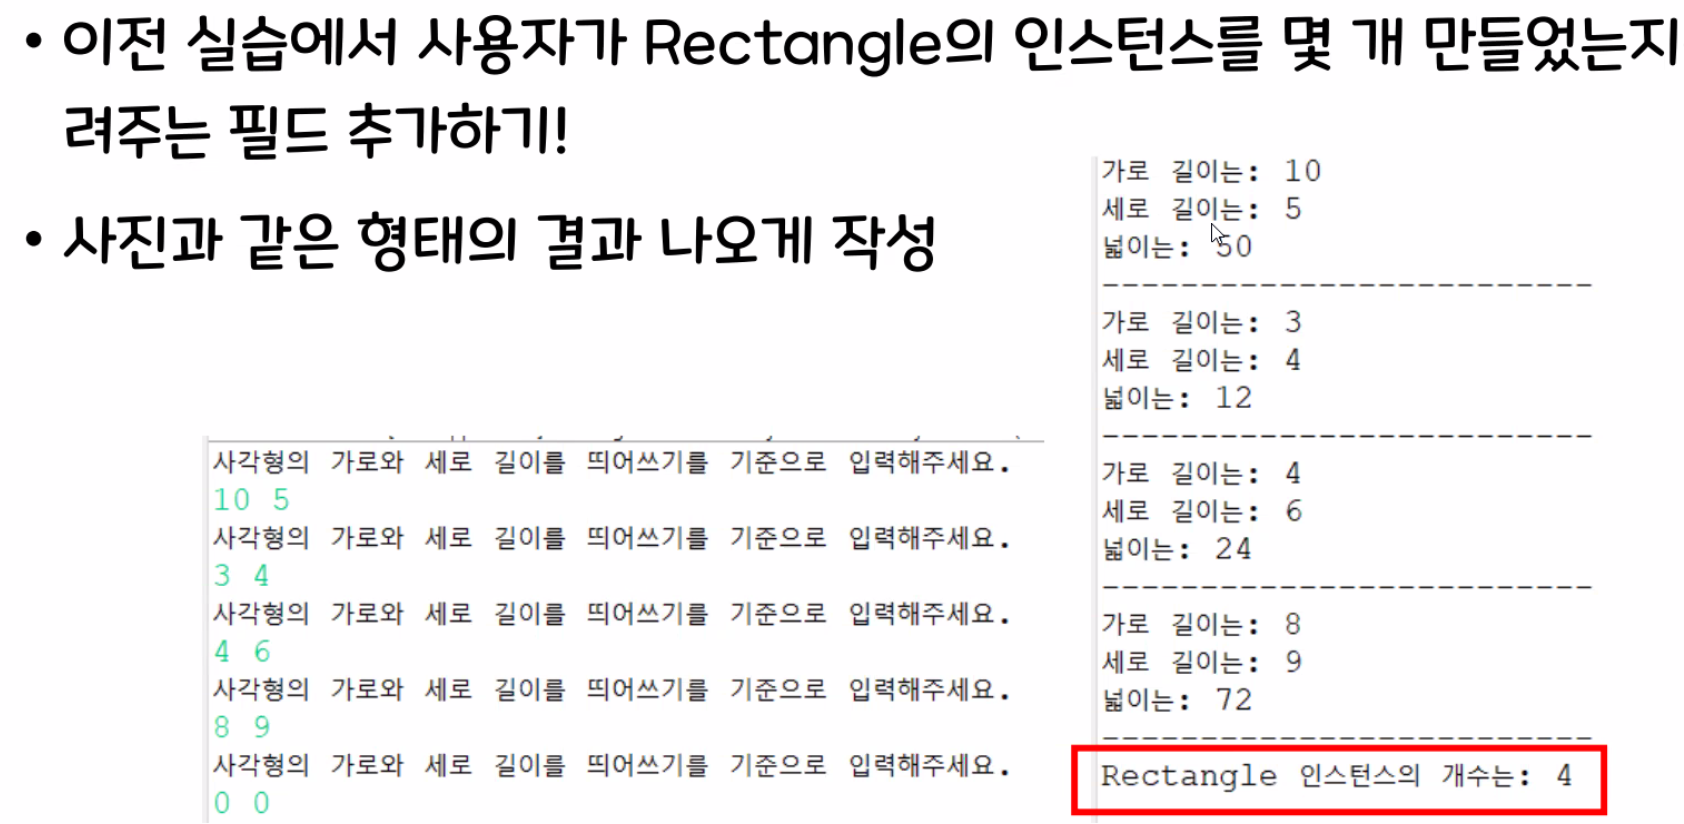 • 이전 실습에서 사용자가 Rectangle의 인스턴스를 몇 개 만들었는지
려주는 필드 추가하기!
• 사진과 같은 형태의 결과 나오게 작성
사각형의 가로와 세로 길이를 띄어쓰기를 기준으로 입력해주세요.
10 5
사각형의 가로와 세로 길이를 띄어쓰기를 기준으로 입력해주세요.
3 4
사각형의 가로와 세로 길이를 띄어쓰기를 기준으로 입력해주세요.
4 6
사각형의 가로와 세로 길이를 띄어쓰기를 기준으로 입력해주세요.
8 9
사각형의 가로와 세로 길이를 띄어쓰기를 기준으로 입력해주세요.
0 0
가로 길이는: 10
세로 길이는: 5
넓이는: 50
-------------------------
가로 길이는: 3
세로 길이는: 4
넓이는: 12
-------------------------
가로 길이는: 4
세로 길이는: 6
넓이는: 24
-------------------------
가로 길이는: 8
세로 길이는: 9
넓이는: 72
-------------------------
Rectangle 인스턴스의 개수는: 4